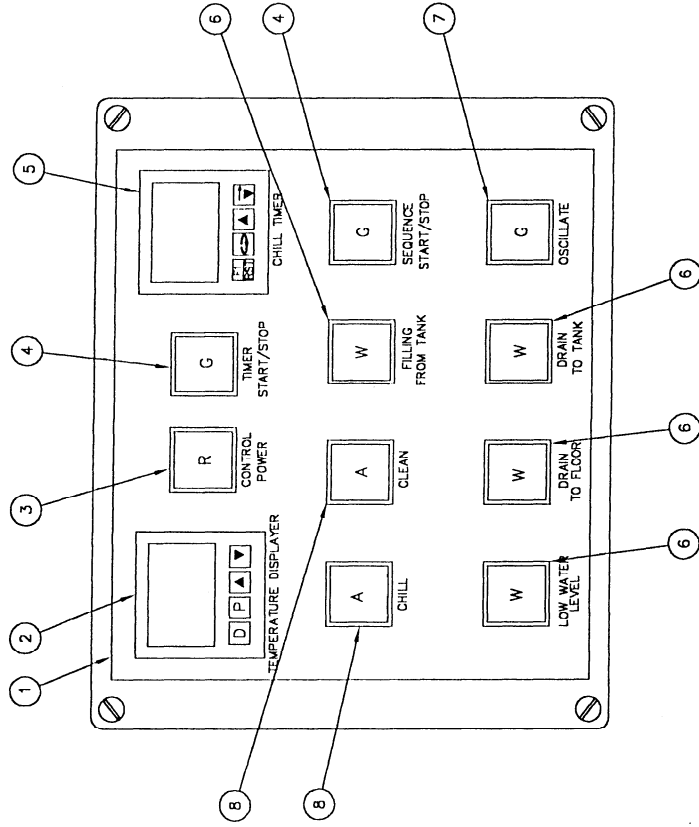 1
2
3
4
5
D P ▲ ▼
TEMPERATURE DISPLAYER
R
CONTROL
POWER
G
TIMER
START/STOP
F1
RST
CHILL TIMER
6
4
8
8
A
CHILL
A
CLEAN
W
FILLING
FROM TANK
G
SEQUENCE
START/STOP
7
W
LOW WATER
LEVEL
W
DRAIN
TO FLOOR
W
DRAIN
TO TANK
G
OSCILLATE
6
6
6